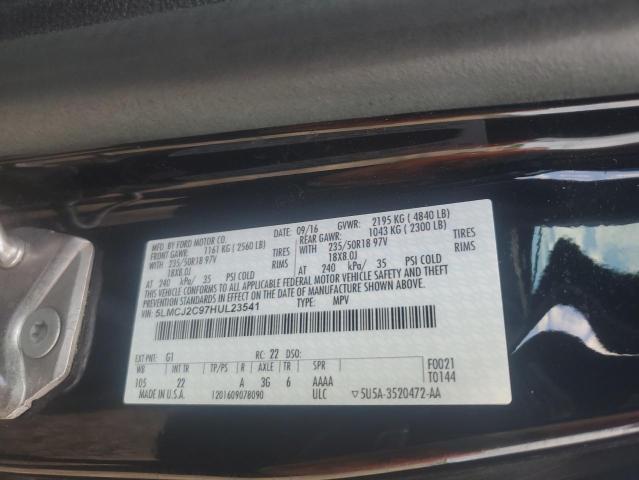 MFD. BY FORD MOTOR CO. 09/16 GVWR: 2195 KG ( 4840 LB)
FRONT GAWR: 1161 KG ( 2560 LB) REAR GAWR: 1043 KG ( 2300 LB)
WITH 235/50R18 97V TIRES WITH 235/50R18 97V TIRES
18X8.0J RIMS 18X8.0J RIMS
AT 240 kPa/ 35 PSI COLD AT 240 kPa/ 35 PSI COLD
THIS VEHICLE CONFORMS TO ALL APPLICABLE FEDERAL MOTOR VEHICLE SAFETY AND THEFT
PREVENTION STANDARDS IN EFFECT ON THE DATE OF MANUFACTURE SHOWN ABOVE.
VIN: 5LMCJ2C97HUL23541 TYPE: MPV
EXT PNT: G1 RC: 22 DSO:
WB INT TR TP/PS R AXLE TR SPR F0021
105 22 A 3G 6 AAAA T0144
MADE IN U.S.A. 1201609078090 ULC ▽5U5A-3520472-AA